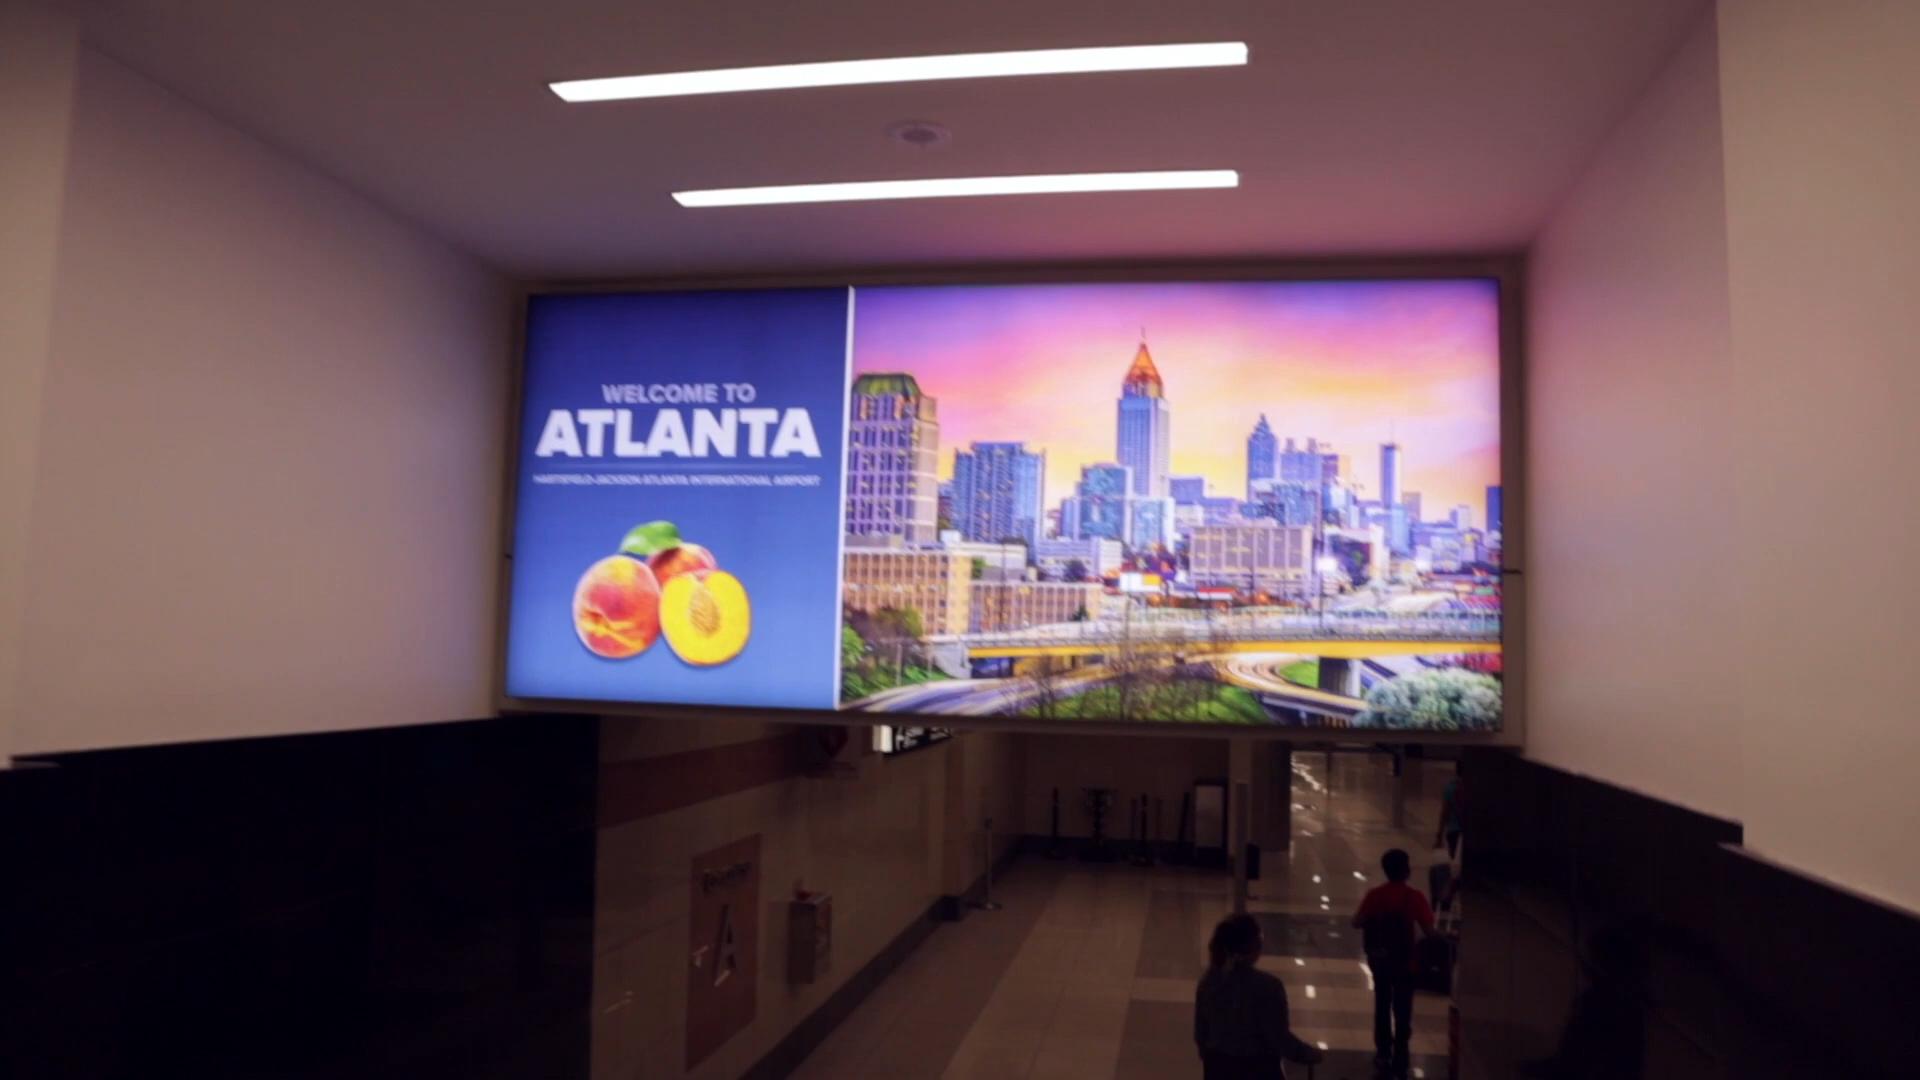 WELCOME TO
ATLANTA
HARTSFIELD-JACKSON ATLANTA INTERNATIONAL AIRPORT
A